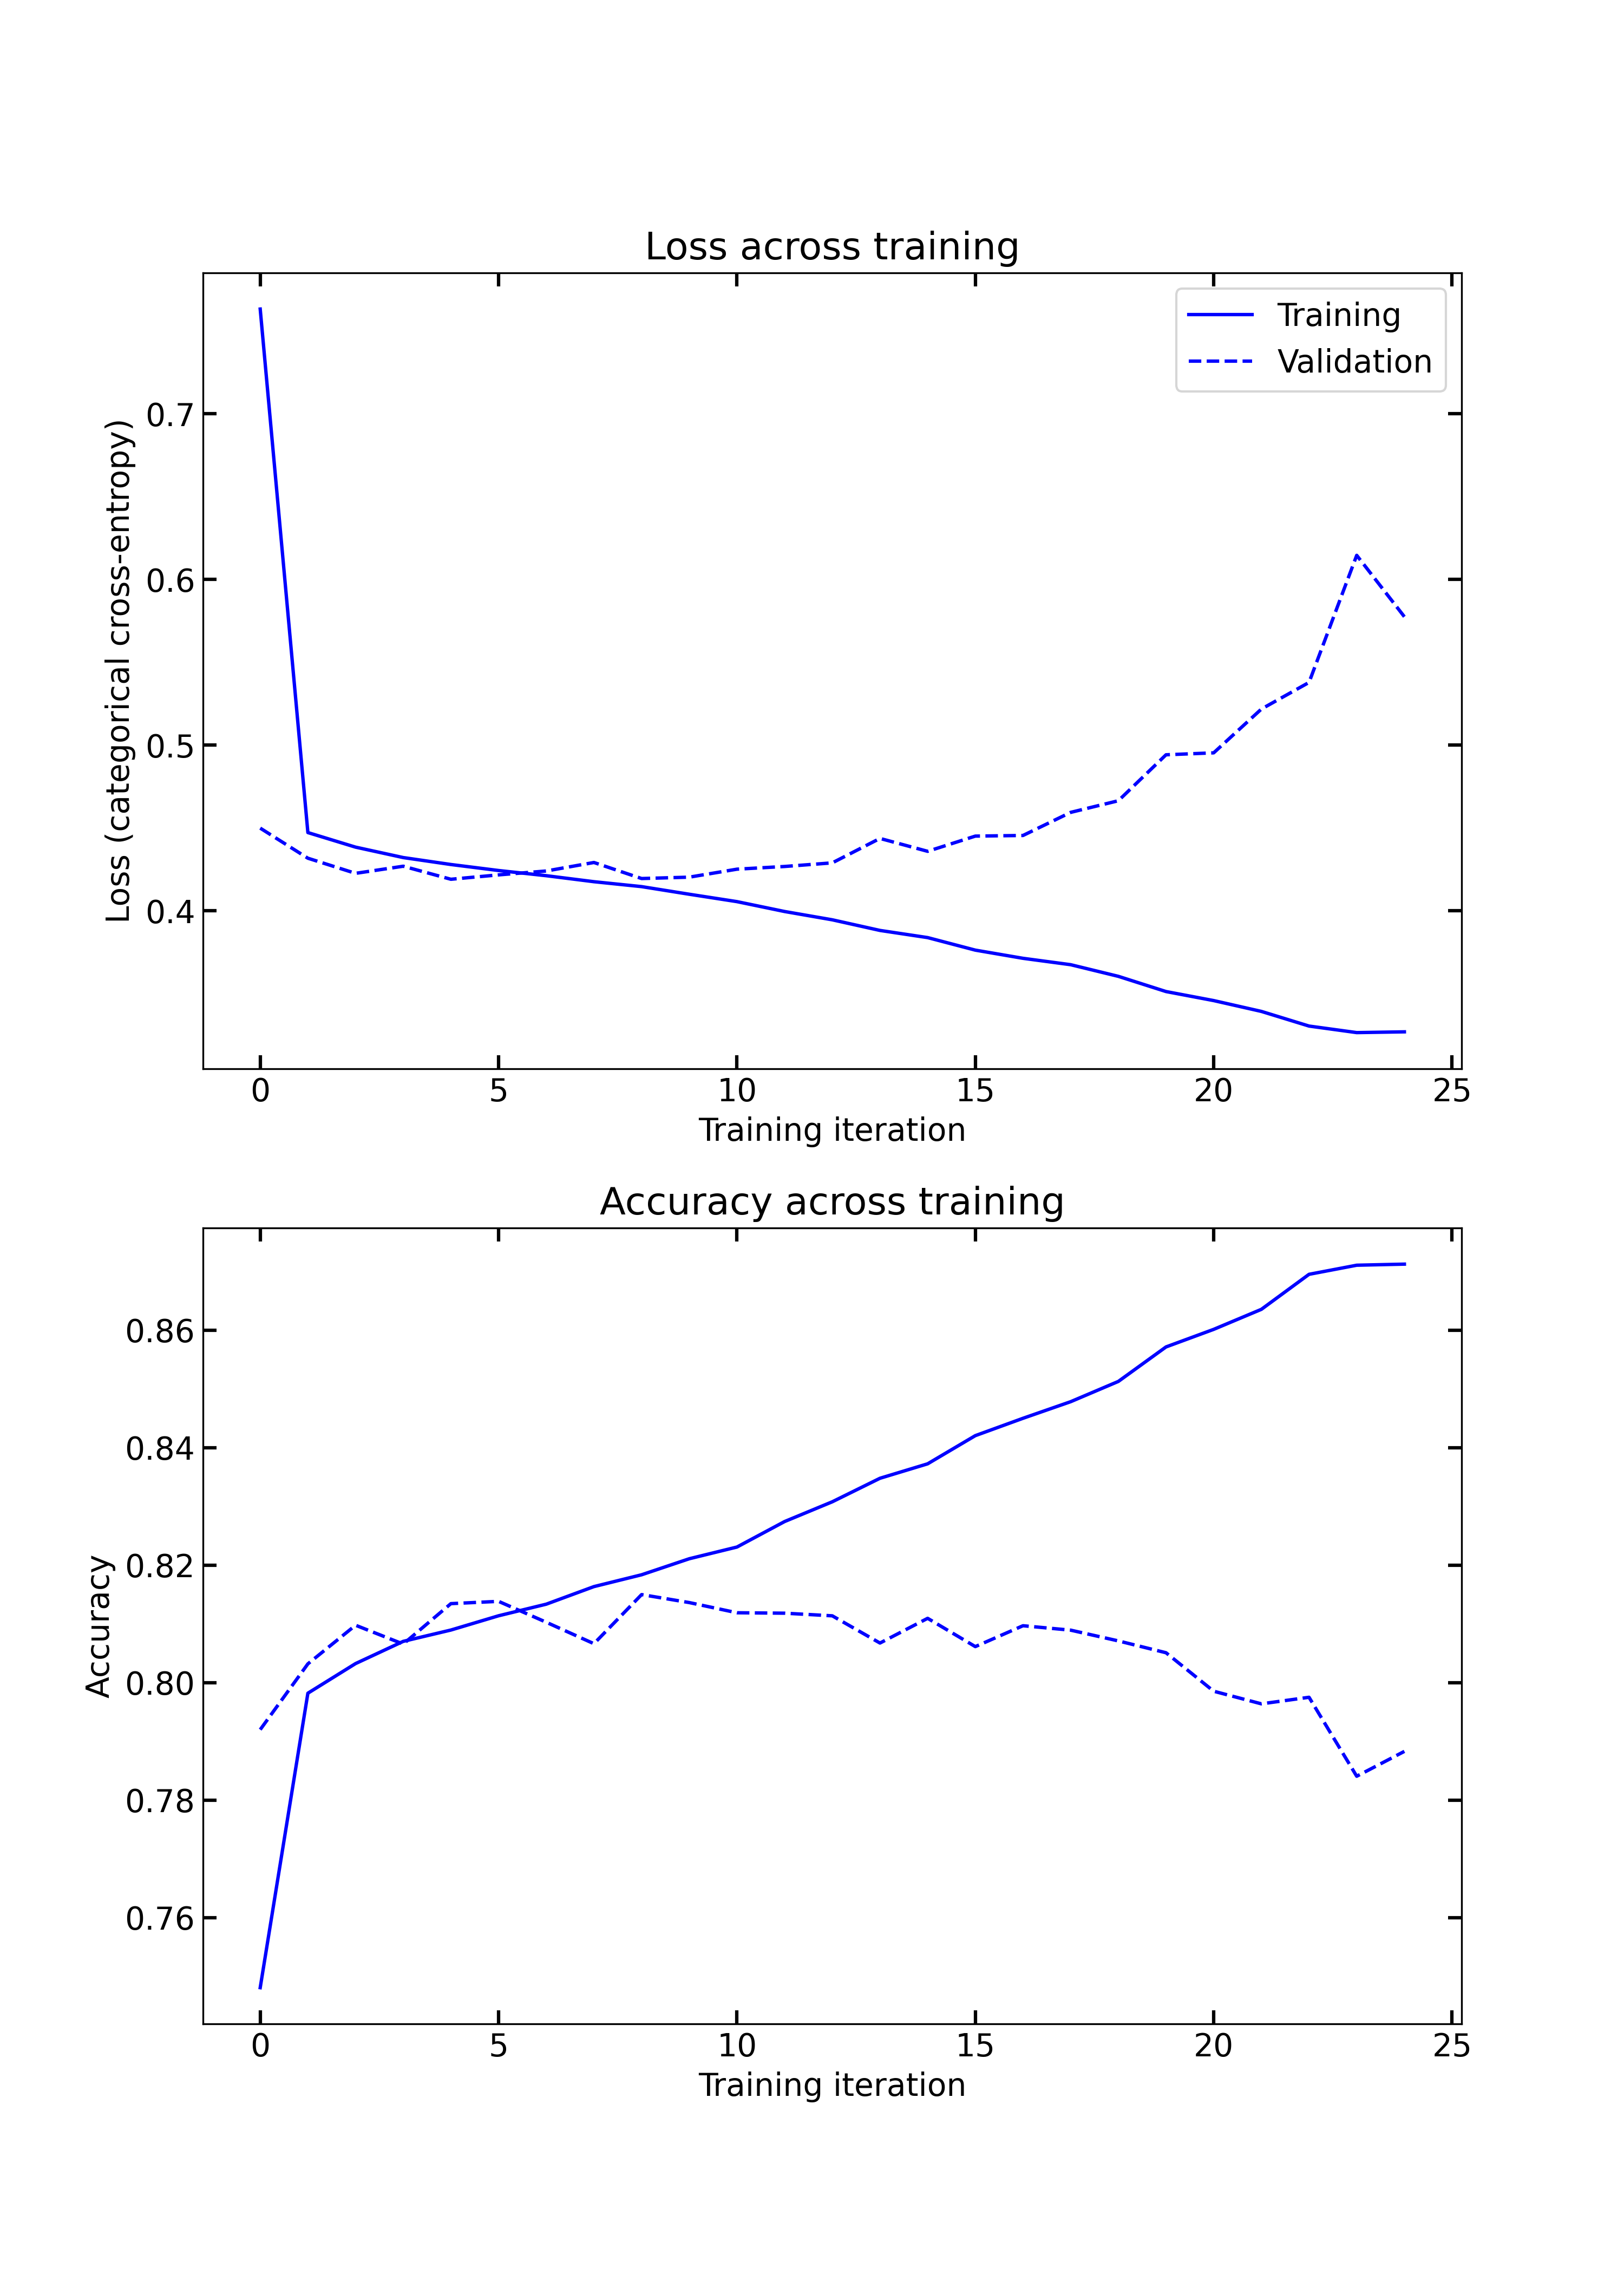 Loss across training
Training
Validation
0.7
0.6
0.5
0.4
Loss (categorical cross-entropy)
0 5 10 15 20 25
Training iteration
Accuracy across training
0.86
0.84
0.82
0.80
0.78
0.76
Accuracy
0 5 10 15 20 25
Training iteration